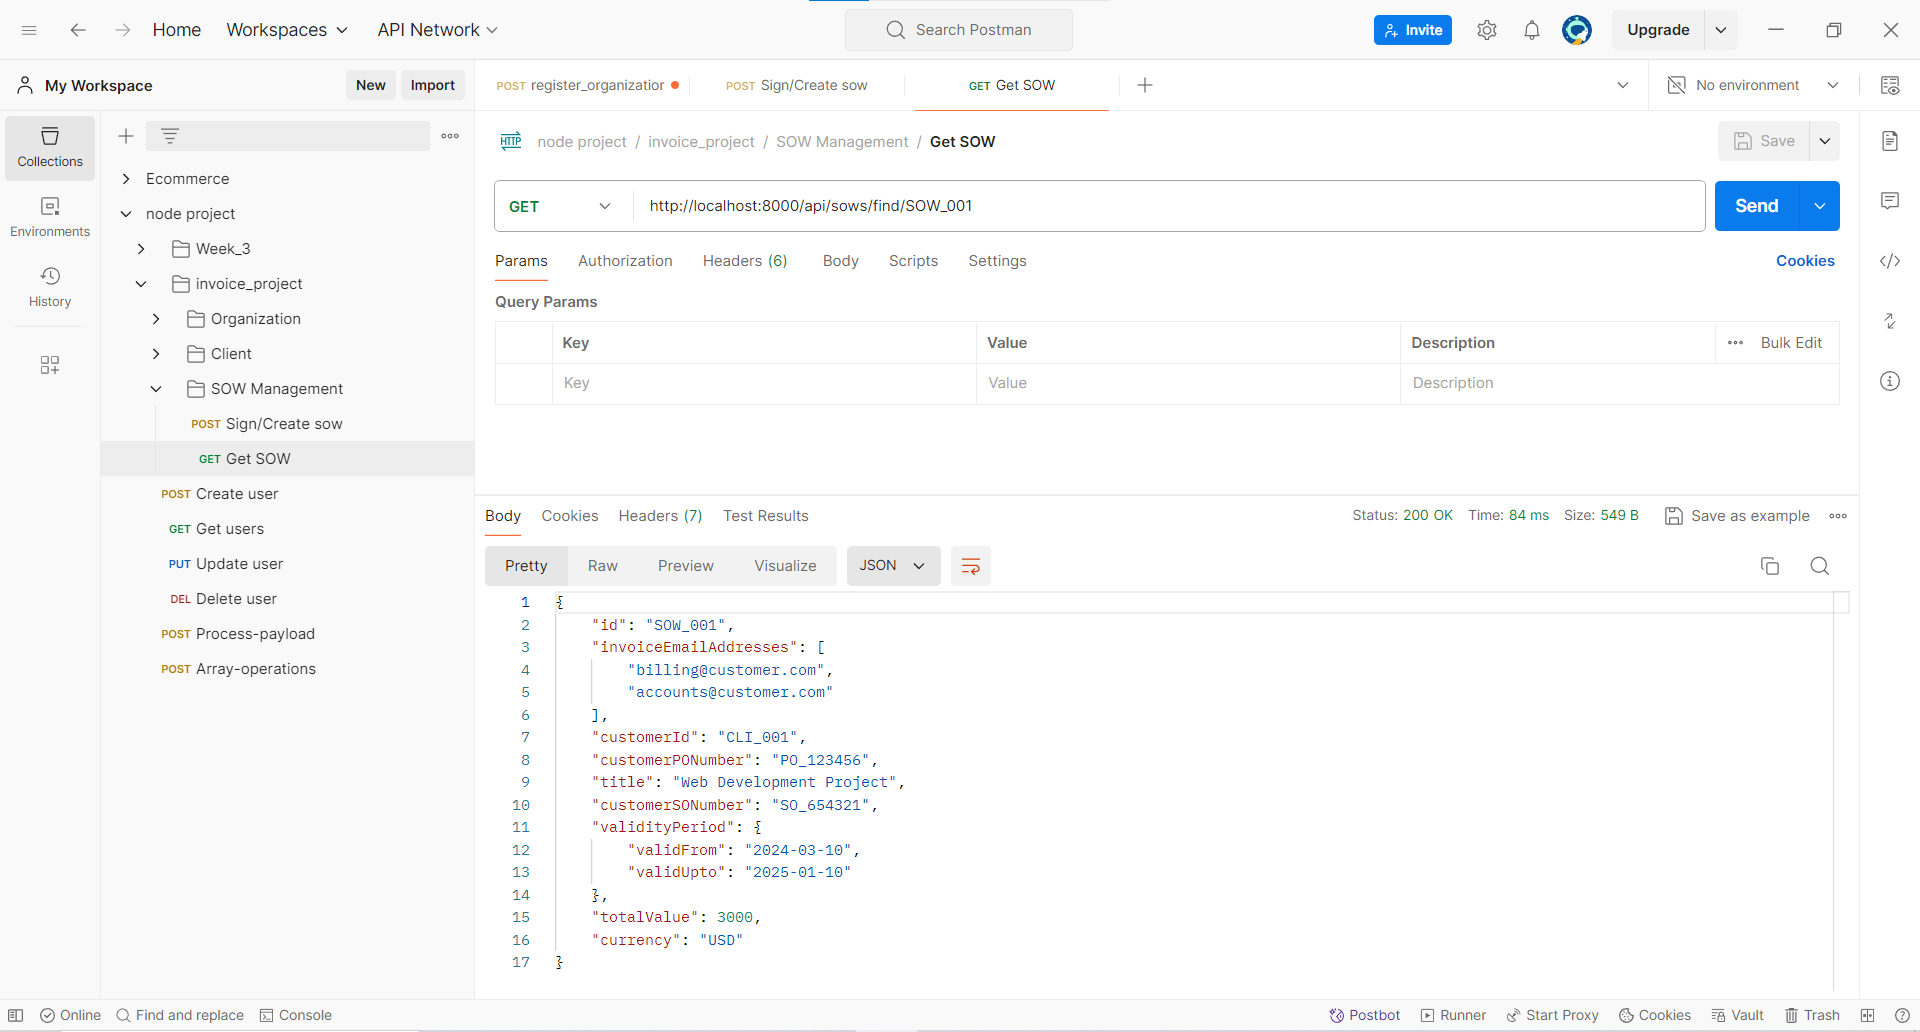 Home Workspaces API Network Search Postman Invite Upgrade
My Workspace New Import POST register_organizatior POST Sign/Create sow GET Get SOW No environment
Collections
Environments
History
Ecommerce
node project
Week_3
invoice_project
Organization
Client
SOW Management
POST Sign/Create sow
GET Get SOW
POST Create user
GET Get users
PUT Update user
DEL Delete user
POST Process-payload
POST Array-operations
HTTP node project / invoice_project / SOW Management / Get SOW Save
GET http://localhost:8000/api/sows/find/SOW_001 Send
Params Authorization Headers (6) Body Scripts Settings Cookies
Query Params
Key Value Description Bulk Edit
Key Value Description
Body Cookies Headers (7) Test Results Status: 200 OK Time: 84 ms Size: 549 B Save as example
Pretty Raw Preview Visualize JSON
1 {
2 "id": "SOW_001",
3 "invoiceEmailAddresses": [
4 "billing@customer.com",
5 "accounts@customer.com"
6 ],
7 "customerId": "CLI_001",
8 "customerPONumber": "PO_123456",
9 "title": "Web Development Project",
10 "customerSONumber": "SO_654321",
11 "validityPeriod": {
12 "validFrom": "2024-03-10",
13 "validUpto": "2025-01-10"
14 },
15 "totalValue": 3000,
16 "currency": "USD"
17 }
Online Find and replace Console Postbot Runner Start Proxy Cookies Vault Trash